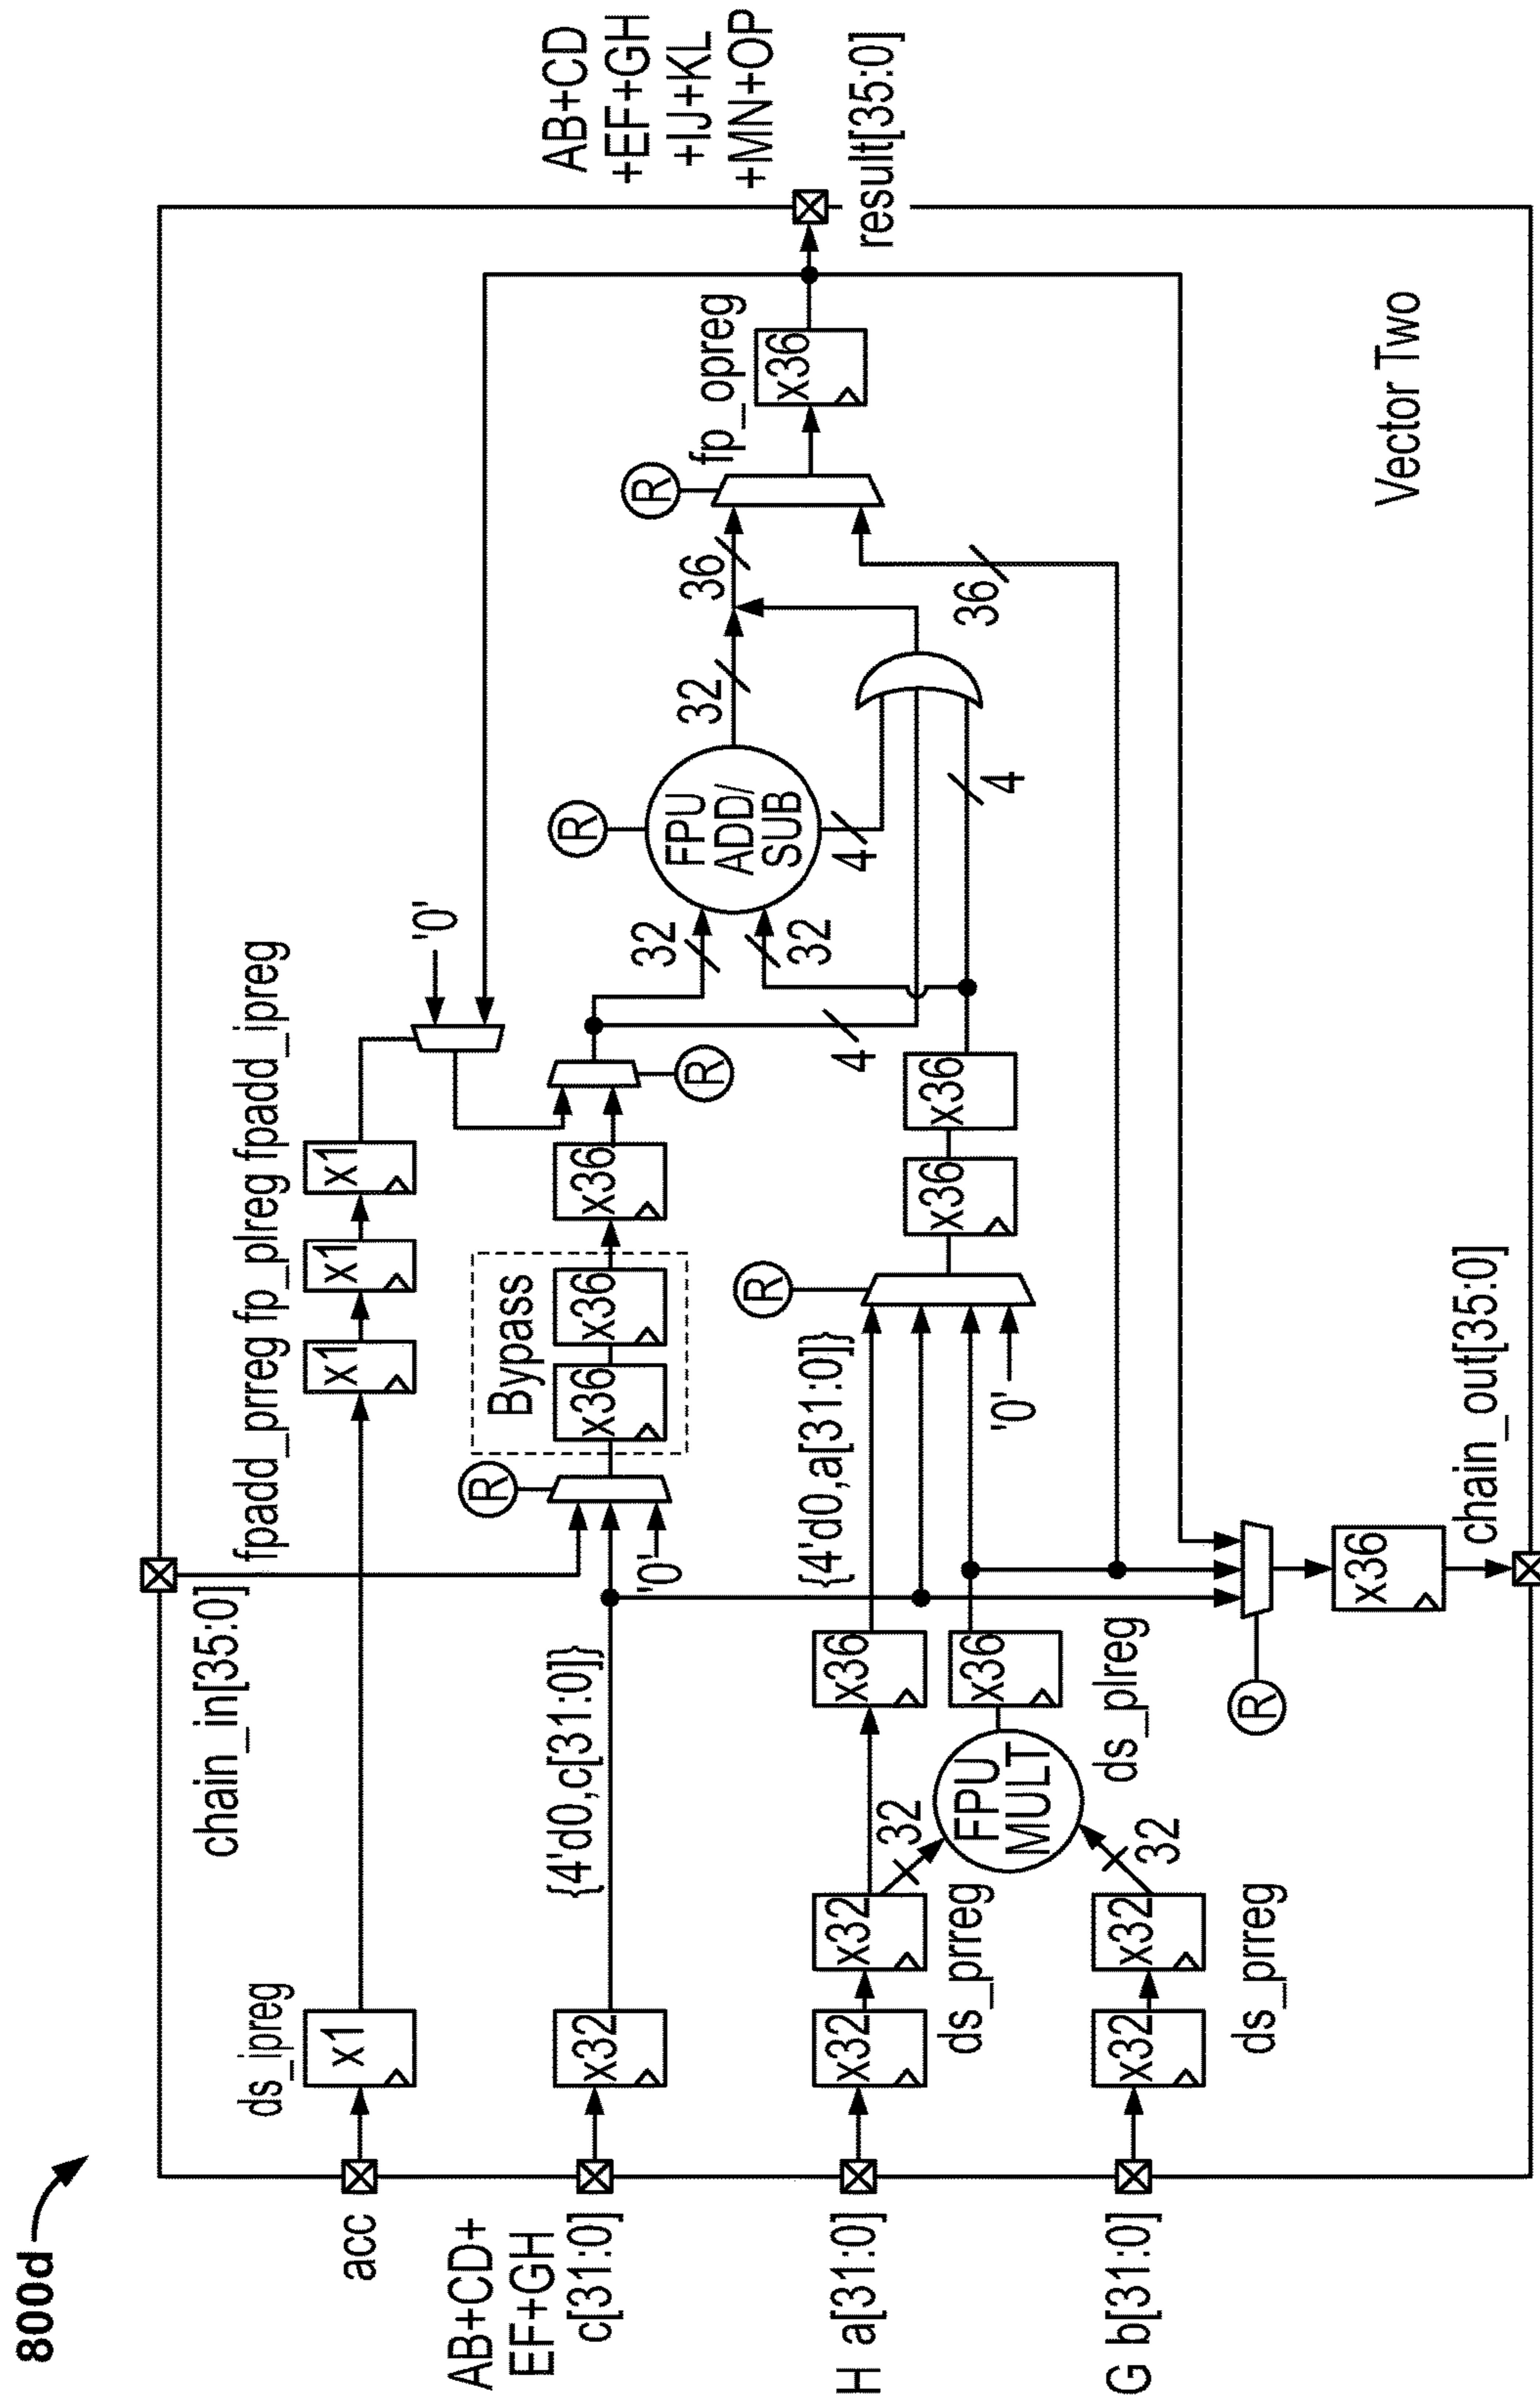 800d
chain_in[35:0]
ds_ipreg
fpadd_prreg
fp_plreg
fpadd_ipreg
acc
x1
x1
x1
x1
'0'
AB+CD+
EF+GH
c[31:0]
x32
{4'd0,c[31:0]}
'0'
R
Bypass
x36
x36
x36
R
R
FPU
ADD/
SUB
32
32
4
4
4
32
36
36
R
fp_opreg
x36
AB+CD
+EF+GH
+IJ+KL
+MN+OP
result[35:0]
H a[31:0]
x32
x32
ds_prreg
32
x36
{4'd0,a[31:0]}
R
'0'
x36
x36
FPU
MULT
x36
ds_plreg
G b[31:0]
x32
x32
ds_prreg
32
R
x36
chain_out[35:0]
Vector Two